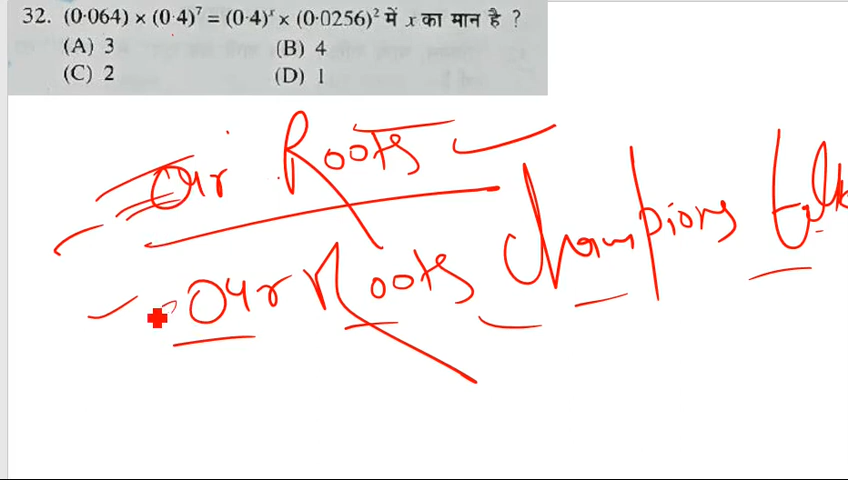 32. (0·064) × (0·4)⁷ = (0·4)ˣ × (0·0256)² में x का मान है ?
(A) 3 (B) 4
(C) 2 (D) 1
Our Roots
Our Roots Champions talk